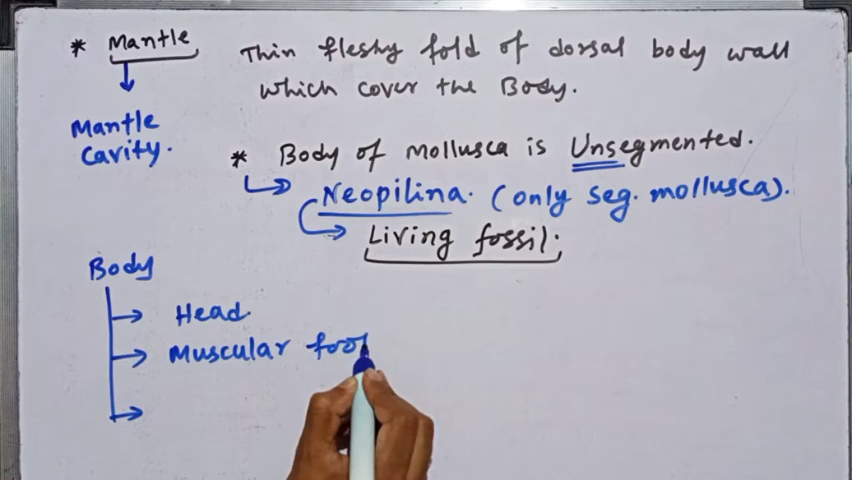 * Mantle
Thin fleshy fold of dorsal body wall
which cover the Body.
Mantle
Cavity.
* Body of mollusca is Unsegmented.
Neopilina. (only seg. mollusca).
Living fossil.
Body
Head.
Muscular foot